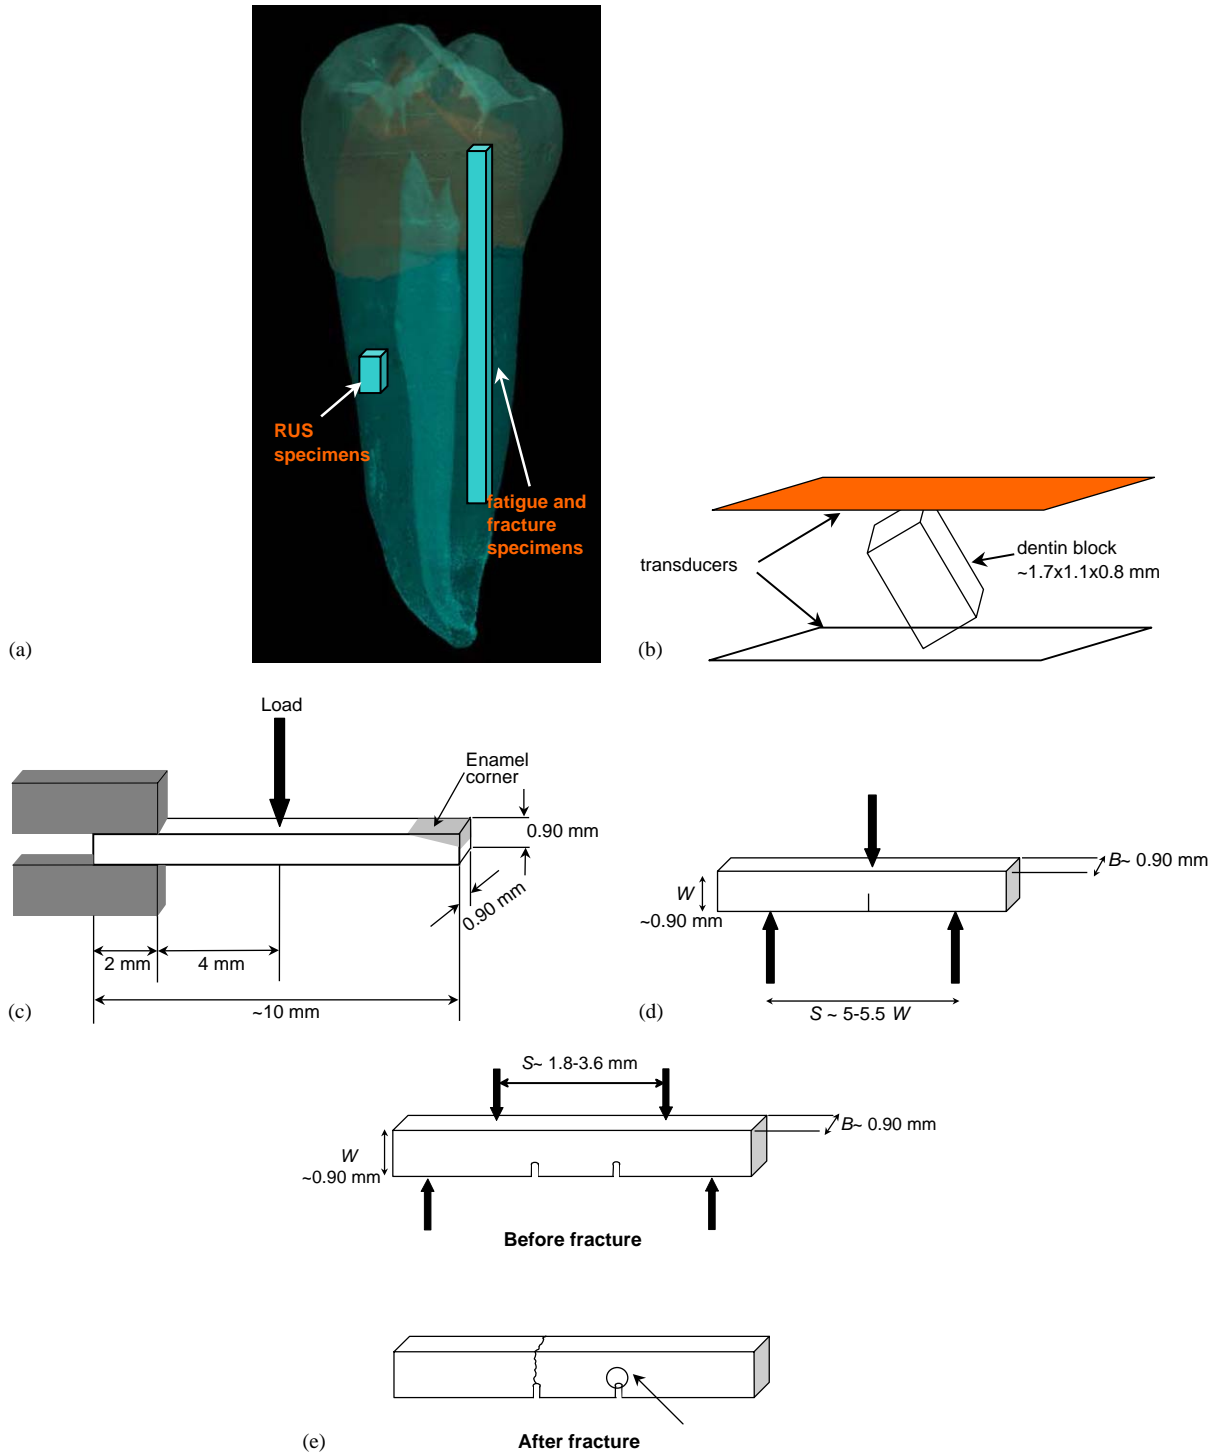 RUS
specimens
fatigue and
fracture
specimens
(a)
transducers
dentin block
~1.7x1.1x0.8 mm
(b)
Load
Enamel
corner
0.90 mm
0.90 mm
2 mm
4 mm
~10 mm
(c)
B~ 0.90 mm
W
~0.90 mm
S ~ 5-5.5 W
(d)
S~ 1.8-3.6 mm
B~ 0.90 mm
W
~0.90 mm
Before fracture
After fracture
(e)